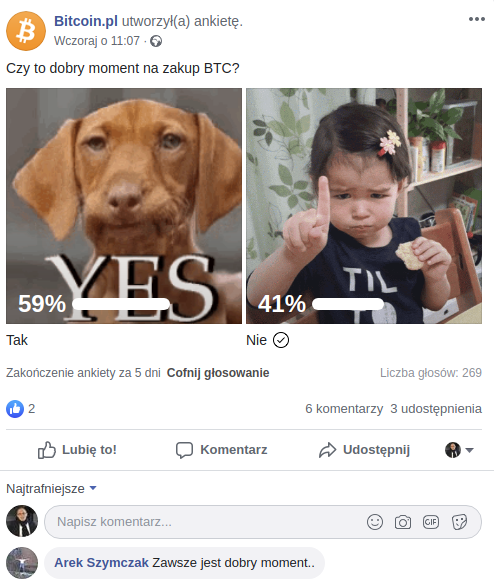 Bitcoin.pl utworzył(a) ankietę.
Wczoraj o 11:07 ·
Czy to dobry moment na zakup BTC?
YES
TIL
59%
41%
Tak
Nie
Zakończenie ankiety za 5 dni Cofnij głosowanie
Liczba głosów: 269
2
6 komentarzy 3 udostępnienia
Lubię to!
Komentarz
Udostępnij
Najtrafniejsze
Napisz komentarz...
GIF
Arek Szymczak Zawsze jest dobry moment..